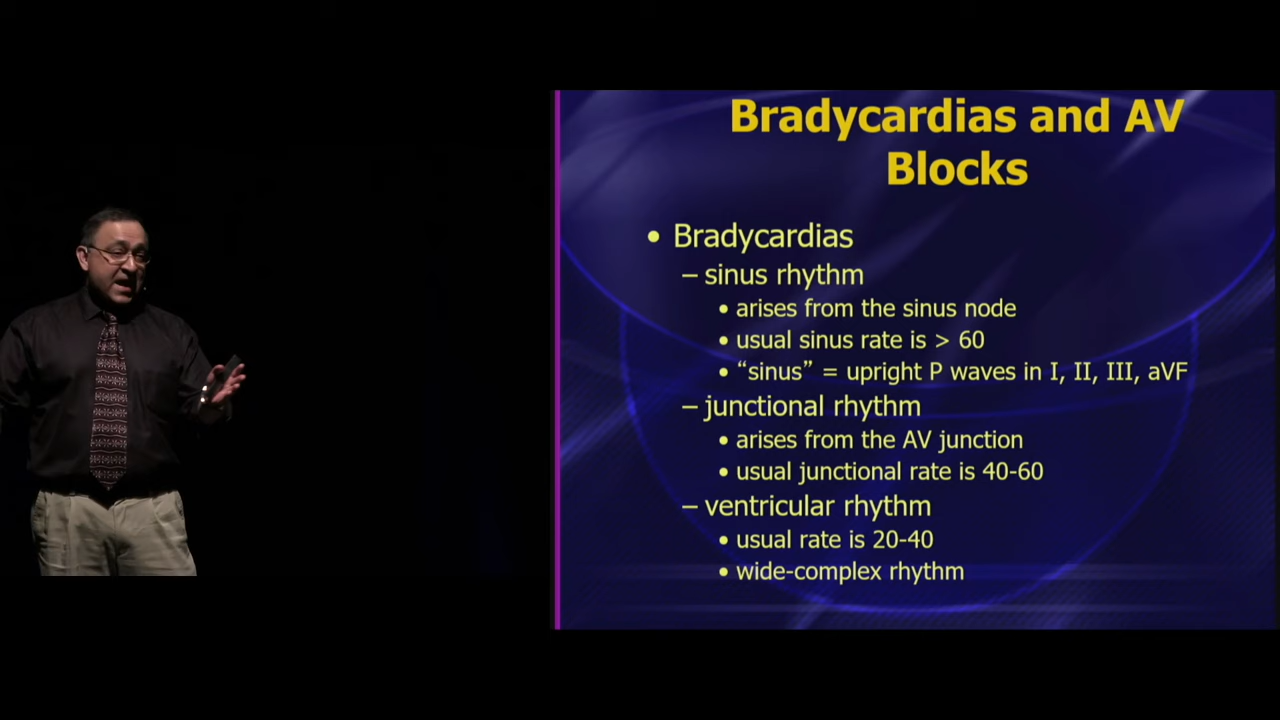 Bradycardias and AV
Blocks
• Bradycardias
– sinus rhythm
• arises from the sinus node
• usual sinus rate is > 60
• “sinus” = upright P waves in I, II, III, aVF
– junctional rhythm
• arises from the AV junction
• usual junctional rate is 40-60
– ventricular rhythm
• usual rate is 20-40
• wide-complex rhythm